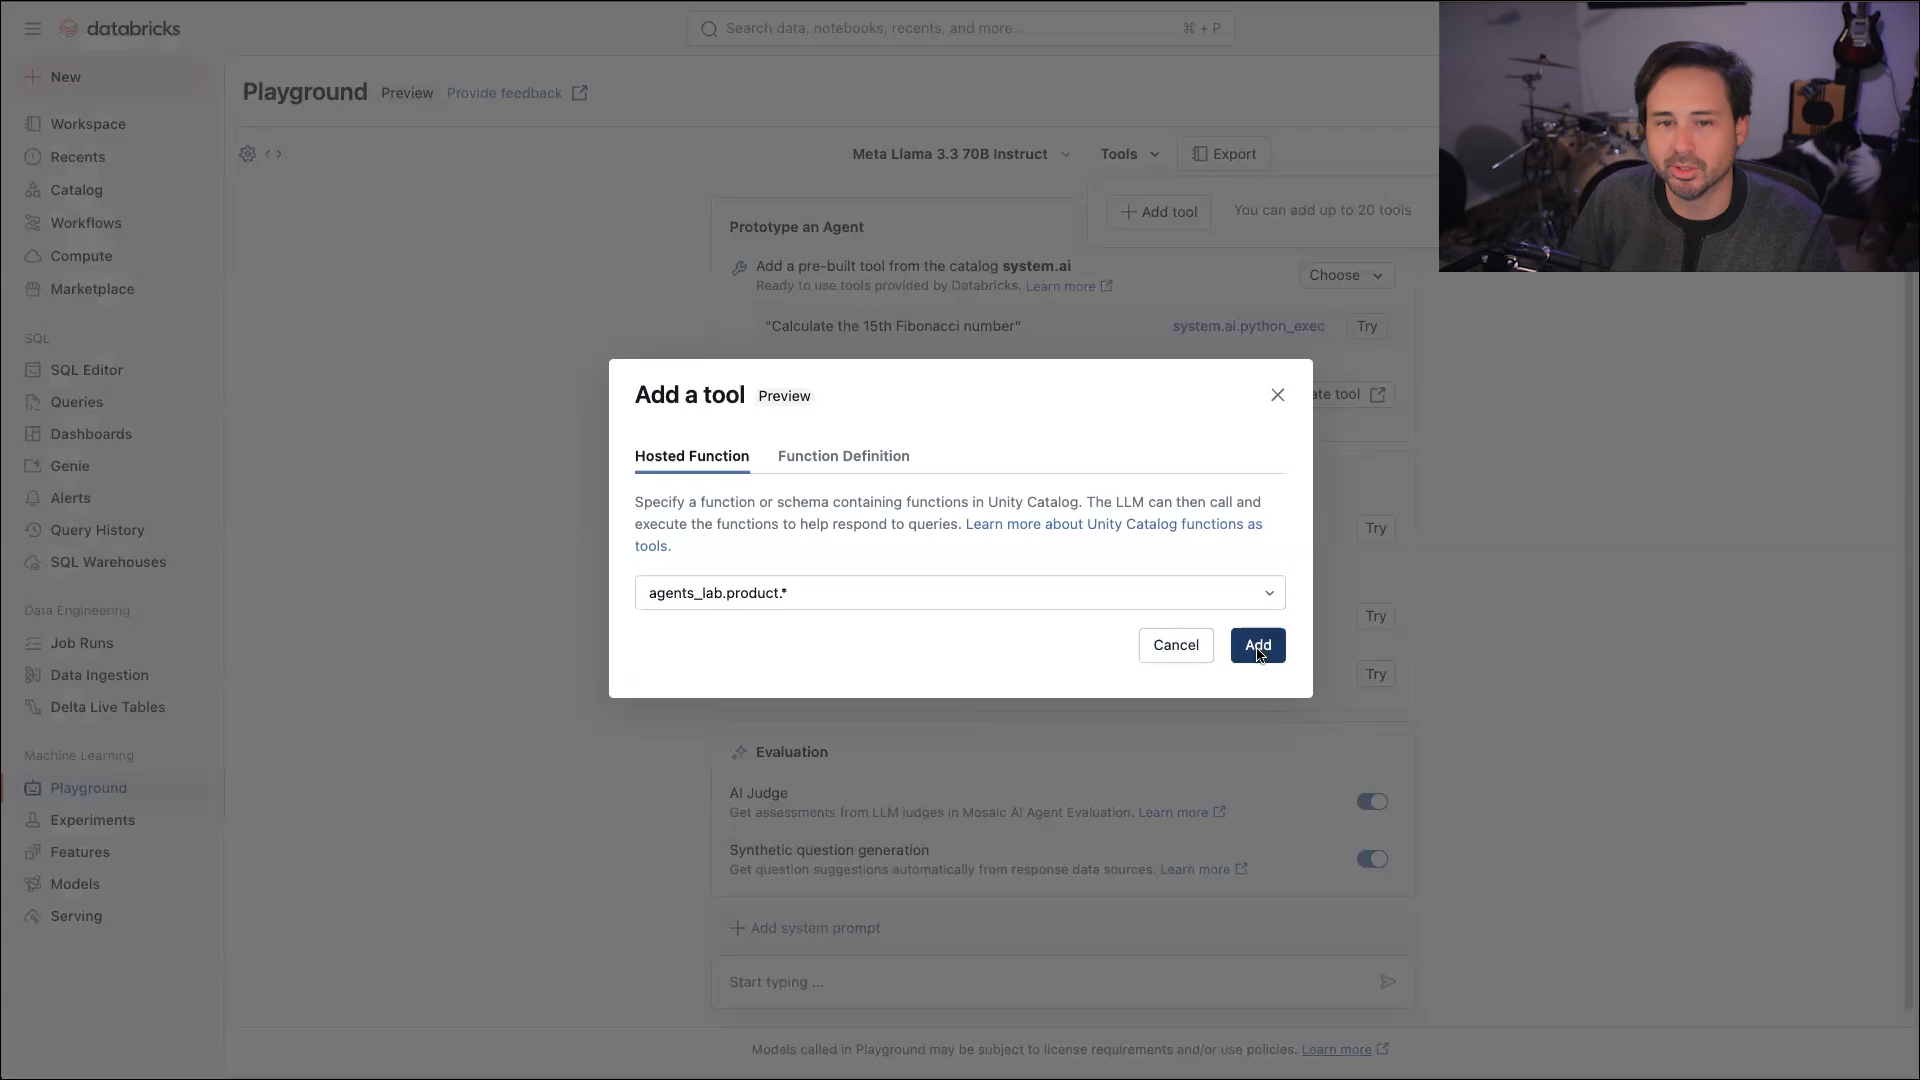 databricks
Search data, notebooks, recents, and more...
⌘ + P
New
Workspace
Recents
Catalog
Workflows
Compute
Marketplace
SQL
SQL Editor
Queries
Dashboards
Genie
Alerts
Query History
SQL Warehouses
Data Engineering
Job Runs
Data Ingestion
Delta Live Tables
Machine Learning
Playground
Experiments
Features
Models
Serving
Playground Preview Provide feedback
Meta Llama 3.3 70B Instruct
Tools
Export
+ Add tool
You can add up to 20 tools
Prototype an Agent
Add a pre-built tool from the catalog system.ai
Ready to use tools provided by Databricks. Learn more
Choose
"Calculate the 15th Fibonacci number"
system.ai.python_exec
Try
Add a tool Preview
tool
Hosted Function
Function Definition
Specify a function or schema containing functions in Unity Catalog. The LLM can then call and
execute the functions to help respond to queries. Learn more about Unity Catalog functions as
tools.
Try
agents_lab.product.*
Try
Cancel
Add
Try
Evaluation
AI Judge
Get assessments from LLM judges in Mosaic AI Agent Evaluation. Learn more
Synthetic question generation
Get question suggestions automatically from response data sources. Learn more
+ Add system prompt
Start typing ...
Models called in Playground may be subject to license requirements and/or use policies. Learn more